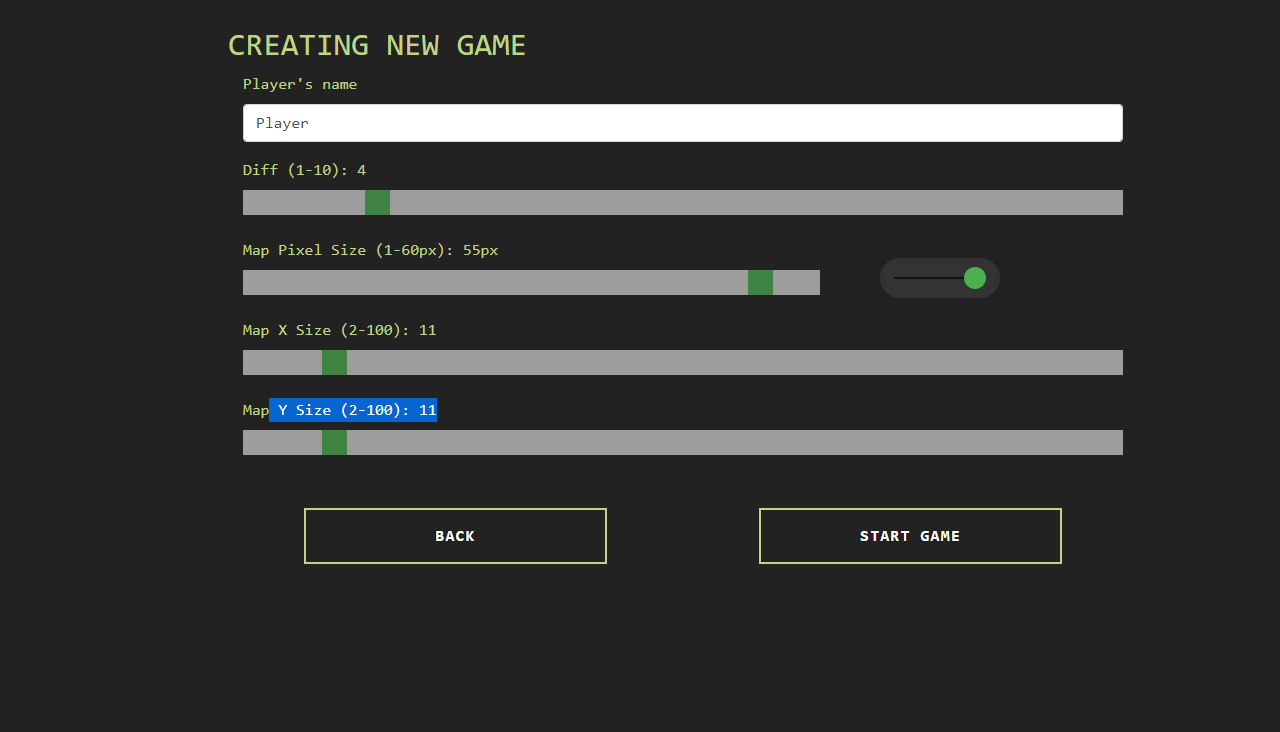 CREATING NEW GAME
Player's name
Player
Diff (1-10): 4
Map Pixel Size (1-60px): 55px
Map X Size (2-100): 11
Map Y Size (2-100): 11
BACK
START GAME